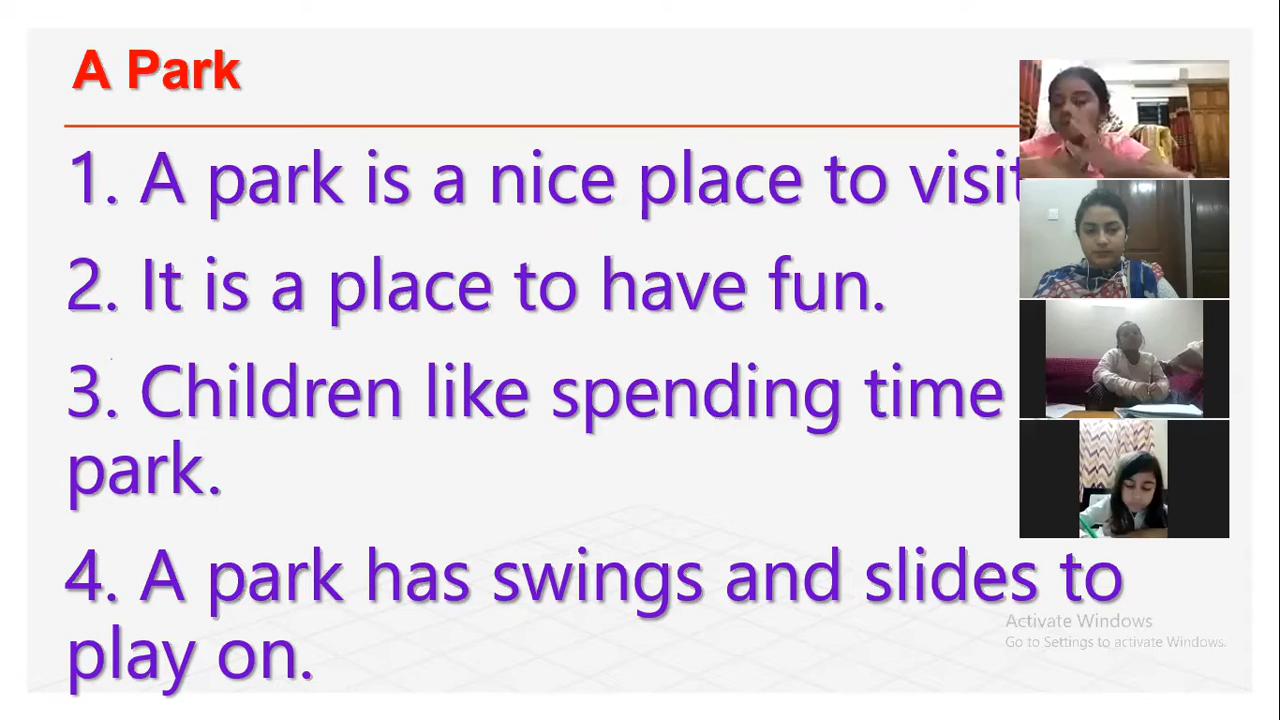 A Park
1. A park is a nice place to visit
2. It is a place to have fun.
3. Children like spending time
park.
4. A park has swings and slides to
play on.
Activate Windows
Go to Settings to activate Windows.